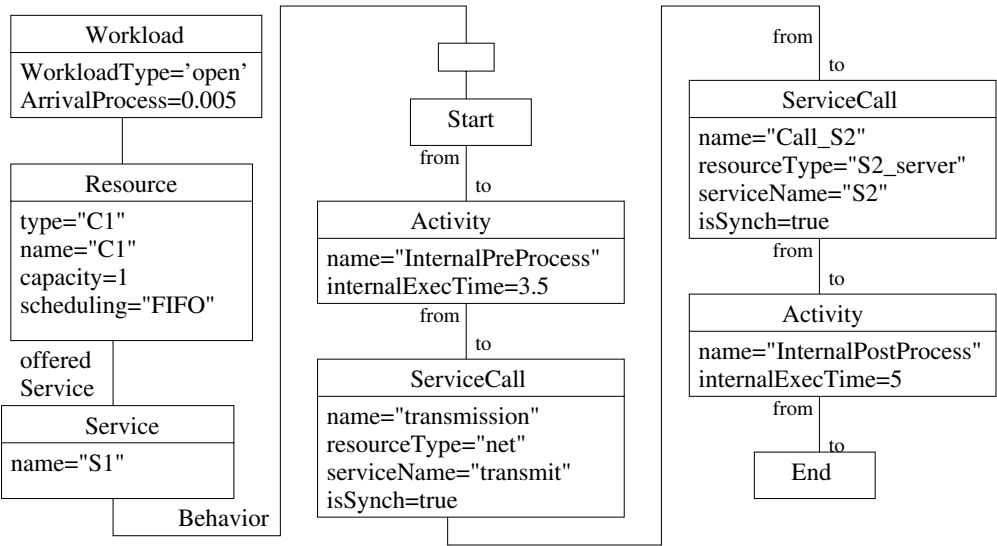 Workload
WorkloadType='open'
ArrivalProcess=0.005
Resource
type="C1"
name="C1"
capacity=1
scheduling="FIFO"
offered
Service
Service
name="S1"
Behavior
Start
from
to
Activity
name="InternalPreProcess"
internalExecTime=3.5
from
to
ServiceCall
name="transmission"
resourceType="net"
serviceName="transmit"
isSynch=true
from
to
ServiceCall
name="Call_S2"
resourceType="S2_server"
serviceName="S2"
isSynch=true
from
to
Activity
name="InternalPostProcess"
internalExecTime=5
from
to
End